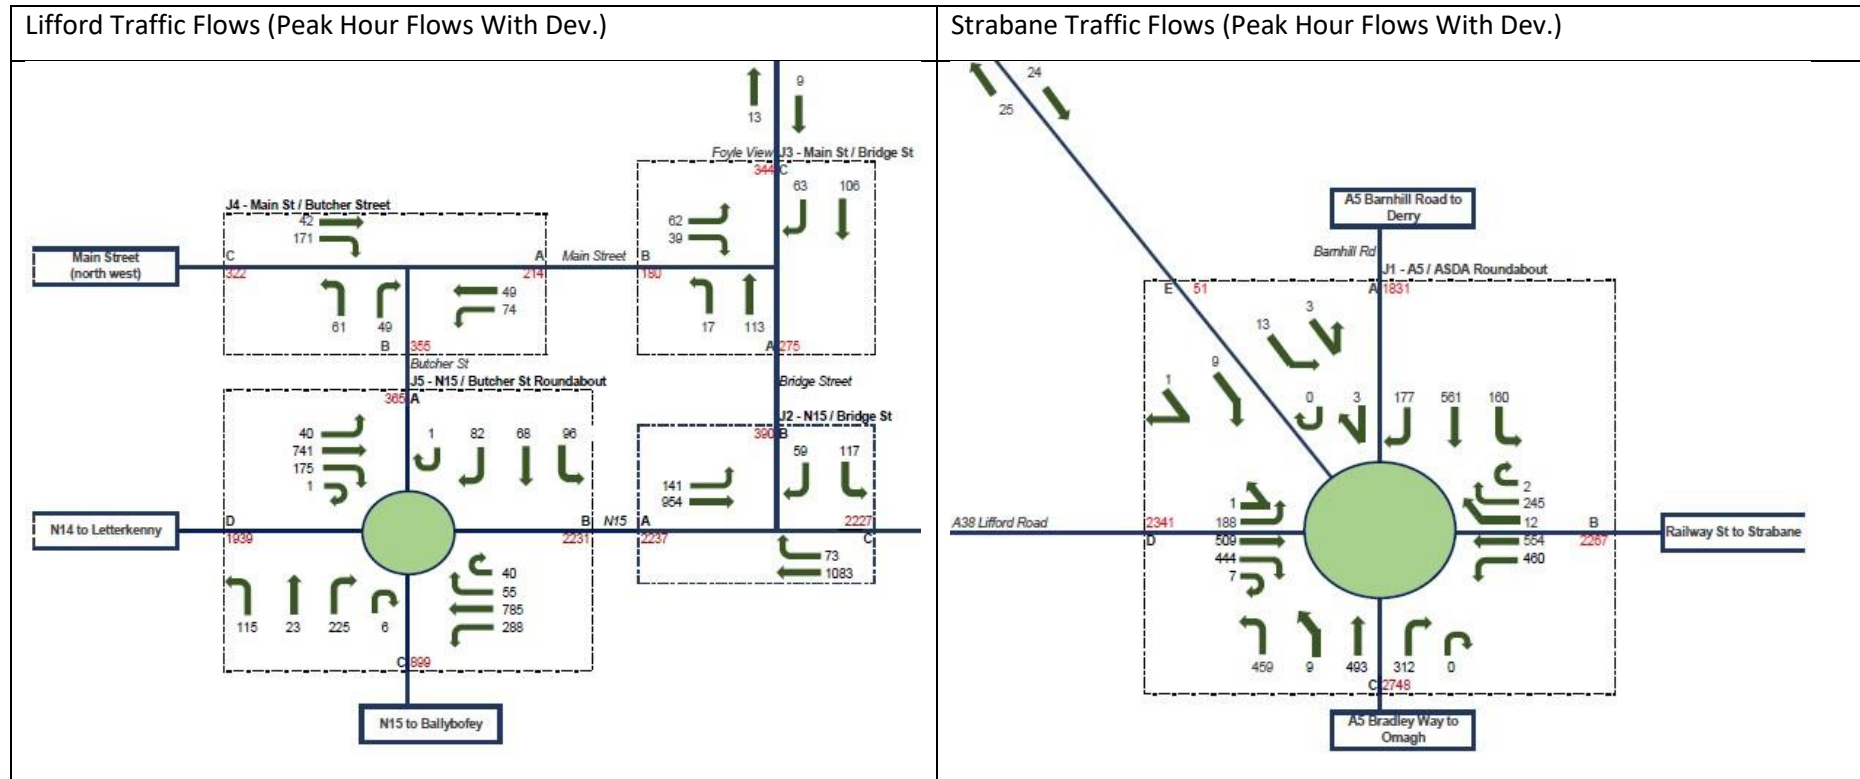 Lifford Traffic Flows (Peak Hour Flows With Dev.)
9
13
Foyle View
J3 - Main St / Bridge St
344
C
63
106
62
39
J4 - Main St / Butcher Street
42
171
Main Street
(north west)
C
322
A
214
Main Street
B
180
49
74
61
49
17
113
B
355
A
275
Butcher St
Bridge Street
J5 - N15 / Butcher St Roundabout
365
A
J2 - N15 / Bridge St
390
B
40
741
175
1
1
82
68
96
59
117
141
954
N14 to Letterkenny
D
1939
B
2231
N15
A
2237
2227
C
73
1083
40
55
785
288
115
23
225
6
C
899
N15 to Ballybofey
Strabane Traffic Flows (Peak Hour Flows With Dev.)
24
25
A5 Barnhill Road to
Derry
Barnhill Rd
J1 - A5 / ASDA Roundabout
E
51
A
1831
3
13
9
1
0
3
177
561
160
2
245
12
554
460
1
188
509
444
7
A38 Lifford Road
2341
D
B
2267
Railway St to Strabane
459
9
493
312
0
C
2748
A5 Bradley Way to
Omagh